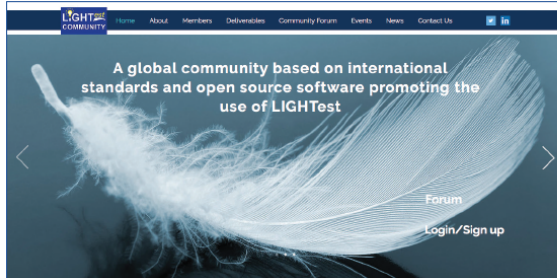 LIGHTest
COMMUNITY
Home About Members Deliverables Community Forum Events News Contact Us
A global community based on international
standards and open source software promoting the
use of LIGHTest
Forum
Login/Sign up